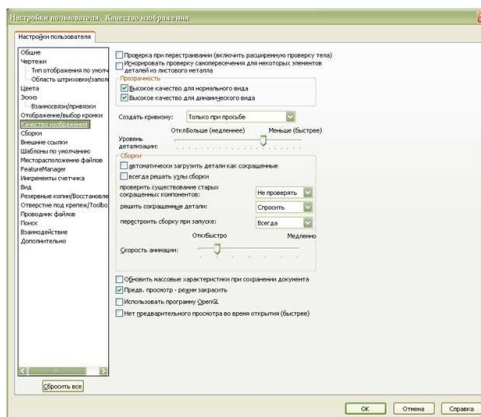 Настройки пользователя - Качество изображения
Настройки пользователя
Общие
Чертежи
Тип отображения по умолч
Область штриховки/запол
Цвета
Эскиз
Взаимосвязи/привязки
Отображение/выбор кромки
Качество изображения
Сборки
Внешние ссылки
Шаблоны по умолчанию
Месторасположение файлов
FeatureManager
Инкременты счетчика
Вид
Резервные копии/Восстановле
Отверстие под крепеж/Toolbo
Проводник файлов
Поиск
Взаимодействие
Дополнительно
Сбросить все
Проверка при перестраивании (включить расширенную проверку тела)
Игнорировать проверку самопересечения для некоторых элементов
деталей из листового металла
Прозрачность
Высокое качество для нормального вида
Высокое качество для динамического вида
Создать кривизну: Только при просьбе
Откл Больше (медленнее) Меньше (быстрее)
Уровень
детализации:
Сборки
автоматически загрузить детали как сокращенные
всегда решать узлы сборки
проверить существование старых
сокращенных компонентов: Не проверять
решить сокращенные детали: Спросить
перестроить сборку при запуске: Всегда
Откл Быстро Медленно
Скорость анимации:
Обновить массовые характеристики при сохранении документа
Предв. просмотр - режим закрасить
Использовать программу OpenGL
Нет предварительного просмотра во время открытия (быстрее)
OK Отмена Справка